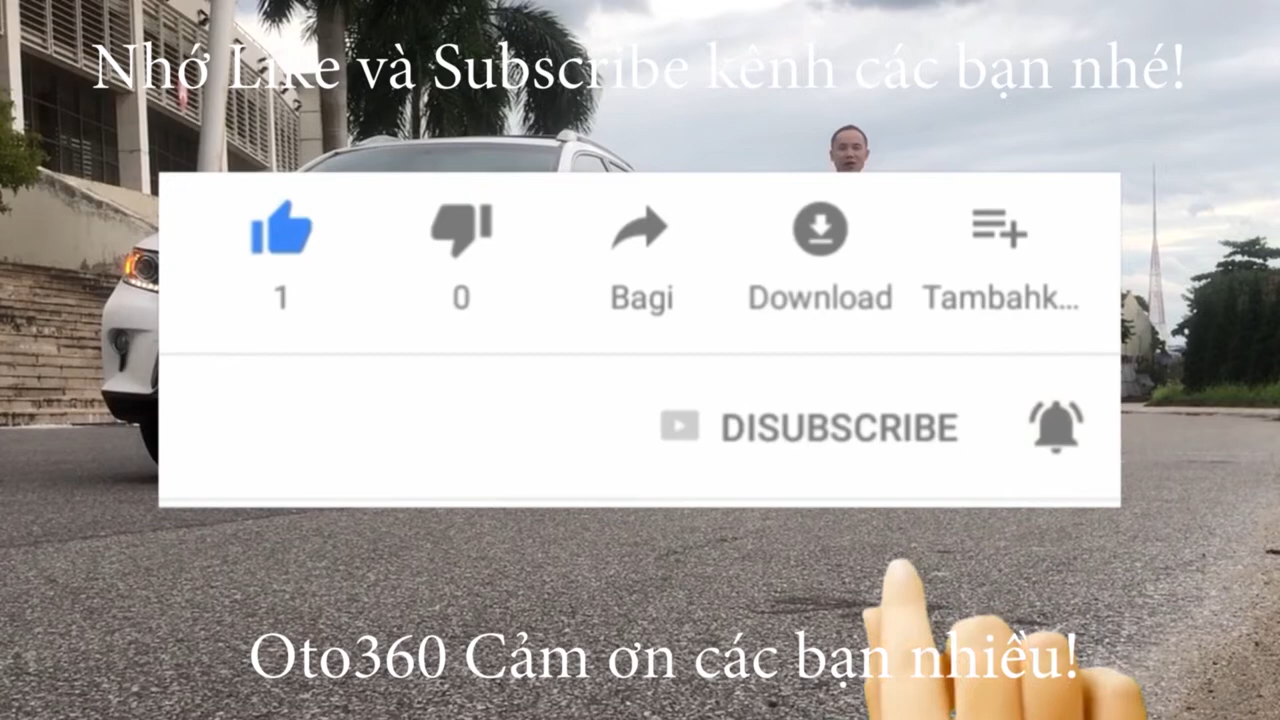 Nhớ Like và Subscribe kênh các bạn nhé!
1 0 Bagi Download Tambahk...
DISUBSCRIBE
Oto360 Cảm ơn các bạn nhiều!